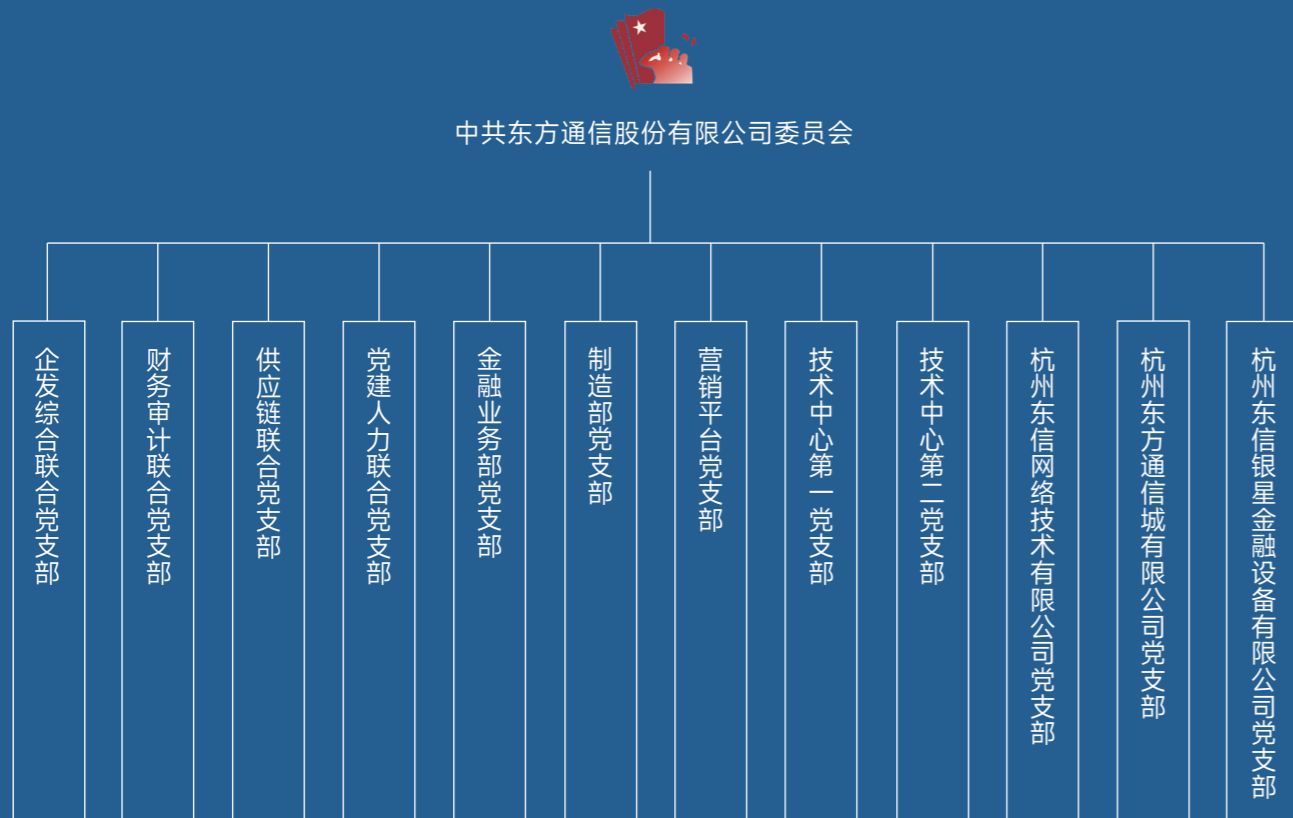 中共东方通信股份有限公司委员会
企发综合联合党支部
财务审计联合党支部
供应链联合党支部
党建人力联合党支部
金融业务部党支部
制造部党支部
营销平台党支部
技术中心第一党支部
技术中心第二党支部
杭州东信网络技术有限公司党支部
杭州东方通信城有限公司党支部
杭州东信银星金融设备有限公司党支部